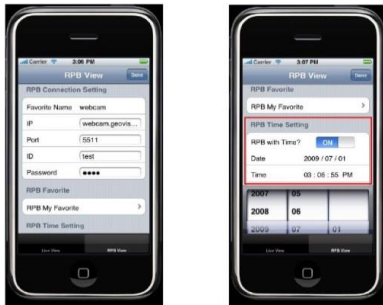 Carrier 3:06 PM
RPB View Done
RPB Connection Setting
Favorite Name webcam
IP webcam.geovis...
Port 5511
ID test
Password ••••
RPB Favorite
RPB My Favorite >
RPB Time Setting
Live View RPB View
Carrier 3:07 PM
RPB View Done
RPB Favorite
RPB My Favorite >
RPB Time Setting
RPB with Time? ON
Date 2009 / 07 / 01
Time 03 : 06 : 55 PM
2007 05
2008 06
2009 07 01
Live View RPB View